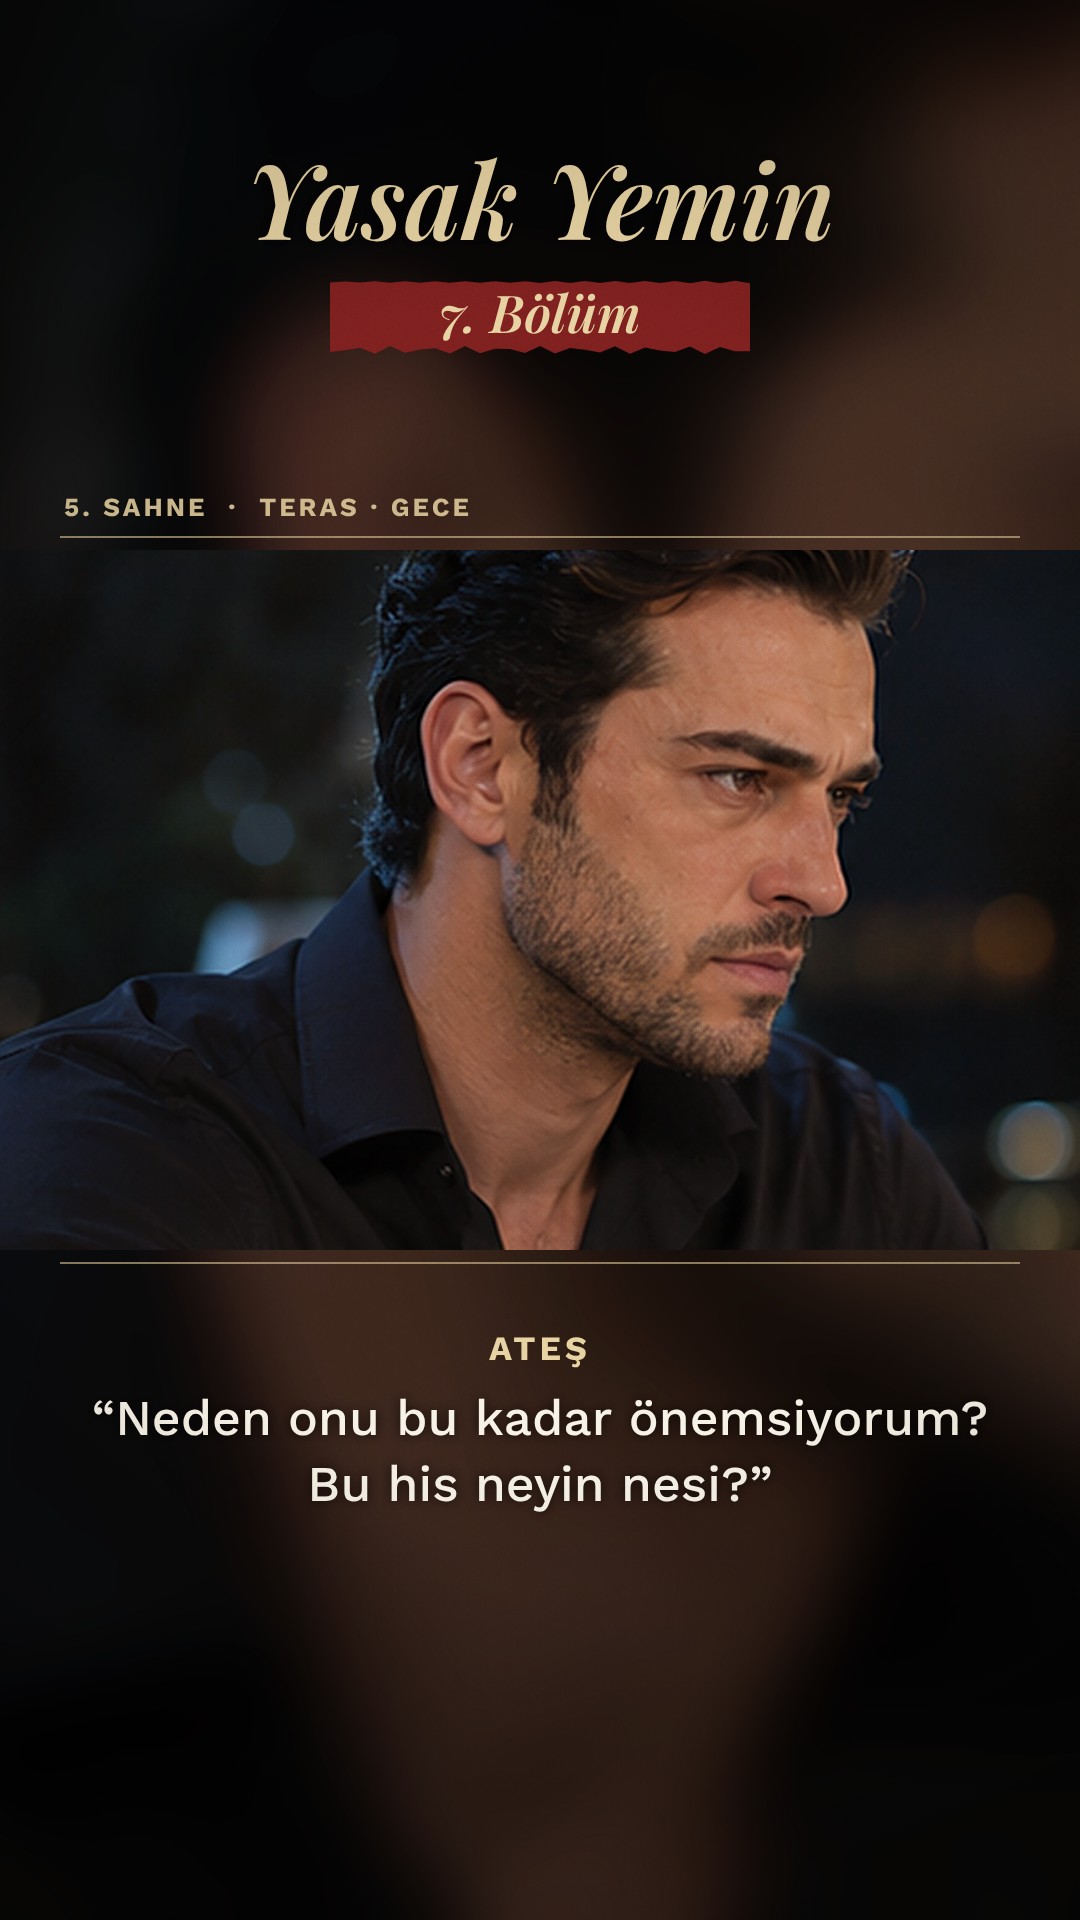 Yasak Yemin
7. Bölüm
5. SAHNE · TERAS · GECE
ATEŞ
“Neden onu bu kadar önemsiyorum?
Bu his neyin nesi?”